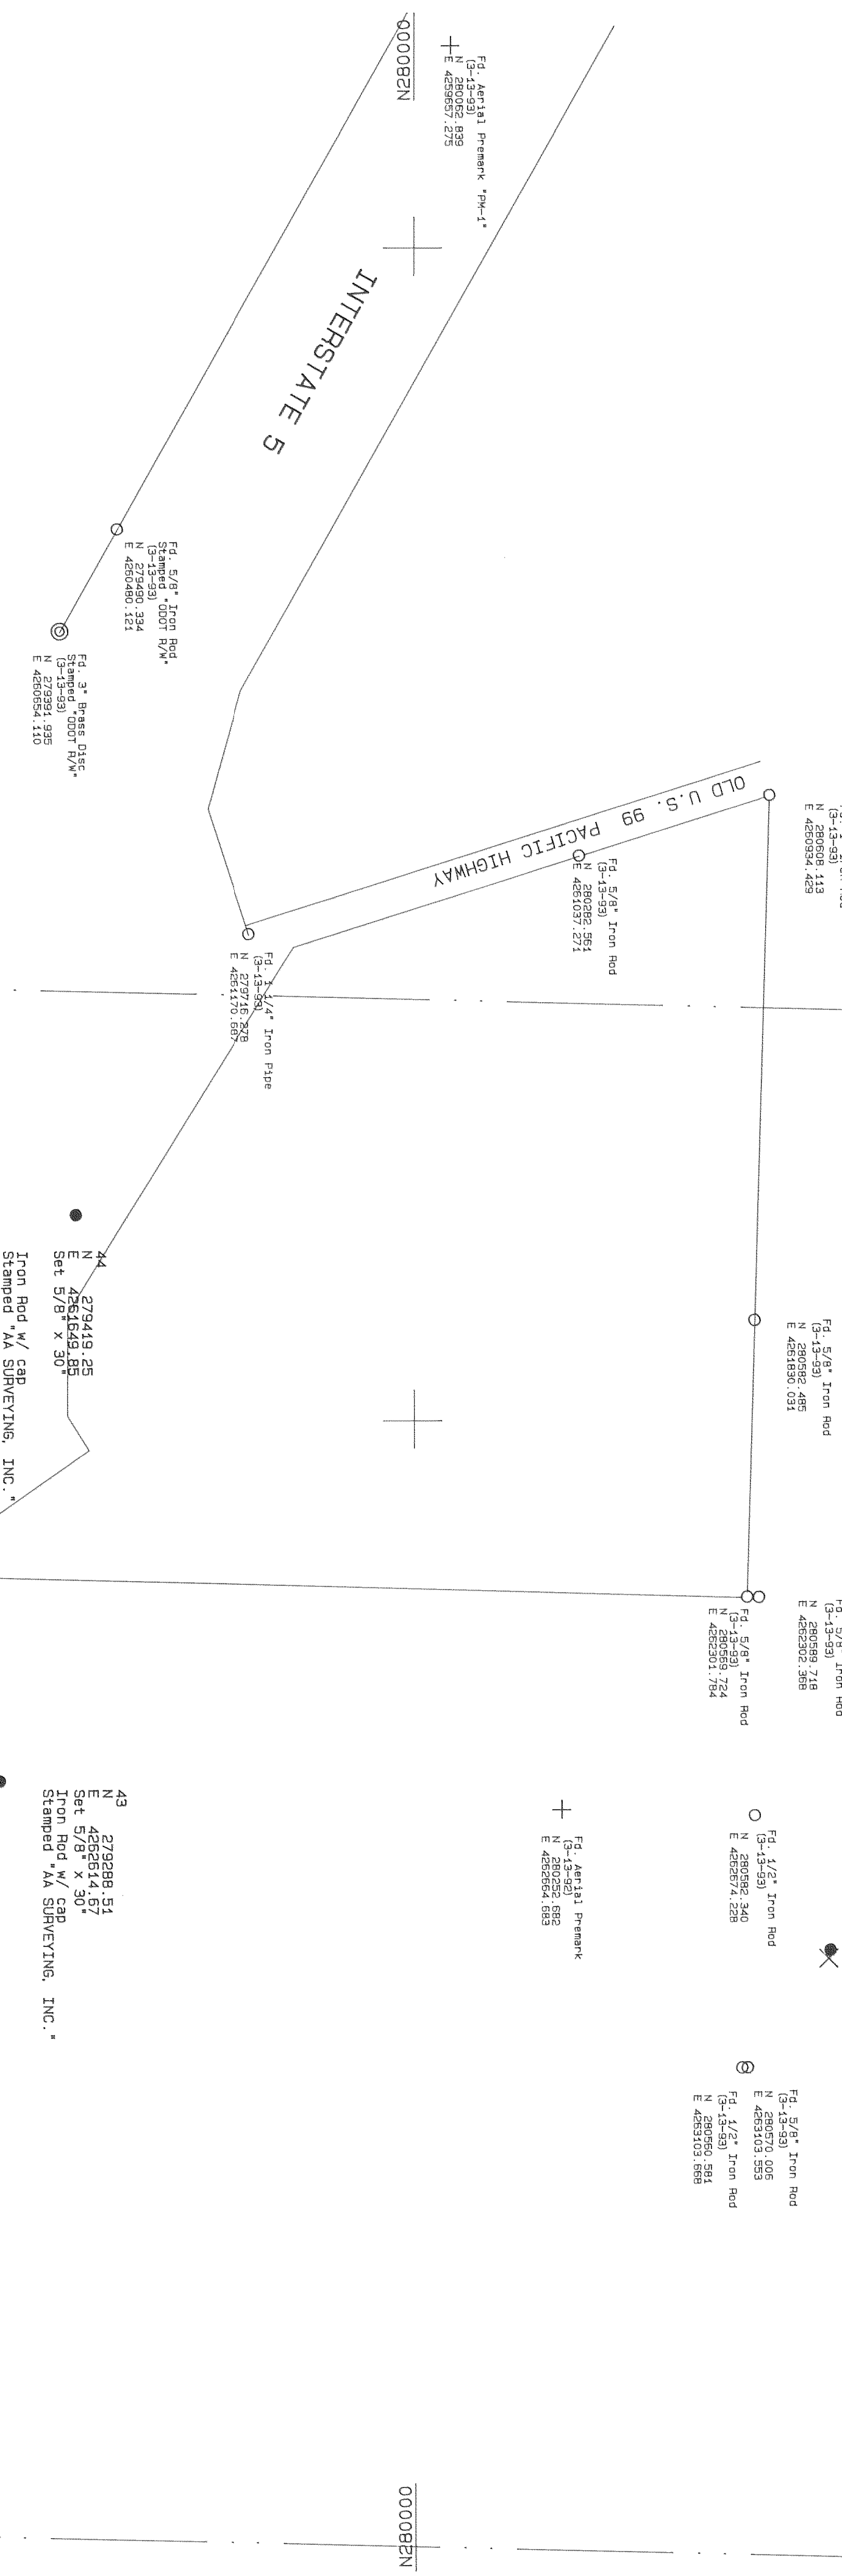 N280000
Fd. Aerial Premark "PM-1"
(3-13-93)
N 280062.839
E 4259657.275
INTERSTATE 5
Fd. 5/8" Iron Rod
Stamped "ODOT R/W"
(3-13-93)
N 279490.334
E 4260480.121
Fd. 3" Brass Disc
Stamped "ODOT R/W"
(3-13-93)
N 279391.935
E 4260654.110
OLD U.S. 99 PACIFIC HIGHWAY
(3-13-93)
N 280608.113
E 4260934.429
Fd. 5/8" Iron Rod
(3-13-93)
N 280282.561
E 4261037.271
Fd. 1-1/4" Iron Pipe
(3-13-93)
N 279716.278
E 4261170.687
44
N 279419.25
E 4261649.85
Set 5/8" x 30"
Iron Rod w/ cap
Stamped "AA SURVEYING, INC."
Fd. 5/8" Iron Rod
(3-13-93)
N 280582.485
E 4261830.031
Fd. 5/8" Iron Rod
(3-13-93)
N 280589.718
E 4262302.368
Fd. 5/8" Iron Rod
(3-13-93)
N 280569.724
E 4262301.784
43
N 279288.51
E 4262614.67
Set 5/8" x 30"
Iron Rod w/ cap
Stamped "AA SURVEYING, INC."
Fd. Aerial Premark
(3-13-92)
N 280252.682
E 4262664.683
Fd. 1/2" Iron Rod
(3-13-93)
N 280582.340
E 4262674.228
Fd. 5/8" Iron Rod
(3-13-93)
N 280570.006
E 4263103.553
Fd. 1/2" Iron Rod
(3-13-93)
N 280560.581
E 4263103.668
N280000